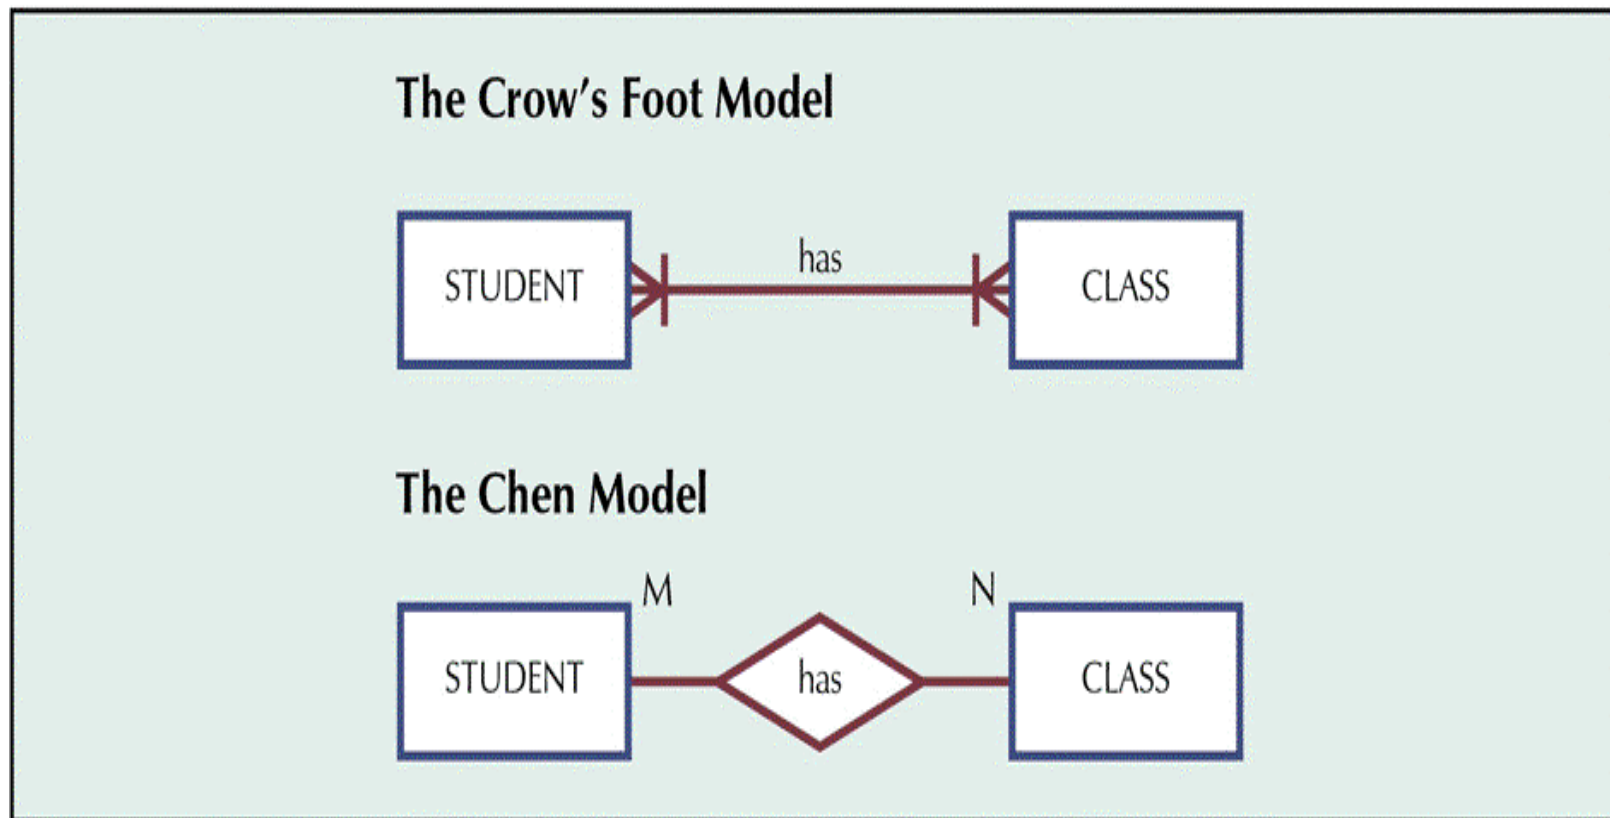 The Crow’s Foot Model
STUDENT
has
CLASS
The Chen Model
M
N
STUDENT
has
CLASS